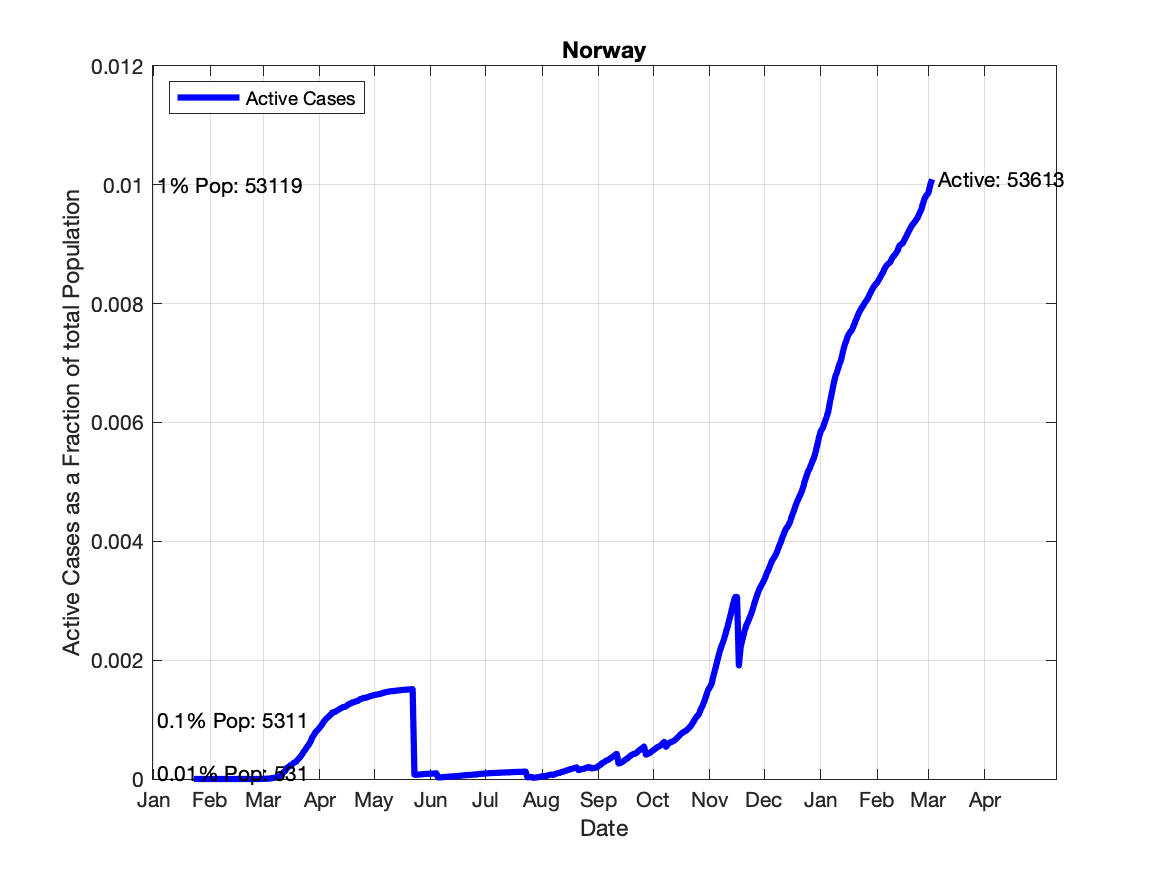 Norway
Active Cases
0.012
0.01
0.008
0.006
0.004
0.002
0
Active Cases as a Fraction of total Population
1% Pop: 53119
Active: 53613
0.1% Pop: 5311
0.01% Pop: 531
Jan Feb Mar Apr May Jun Jul Aug Sep Oct Nov Dec Jan Feb Mar Apr
Date